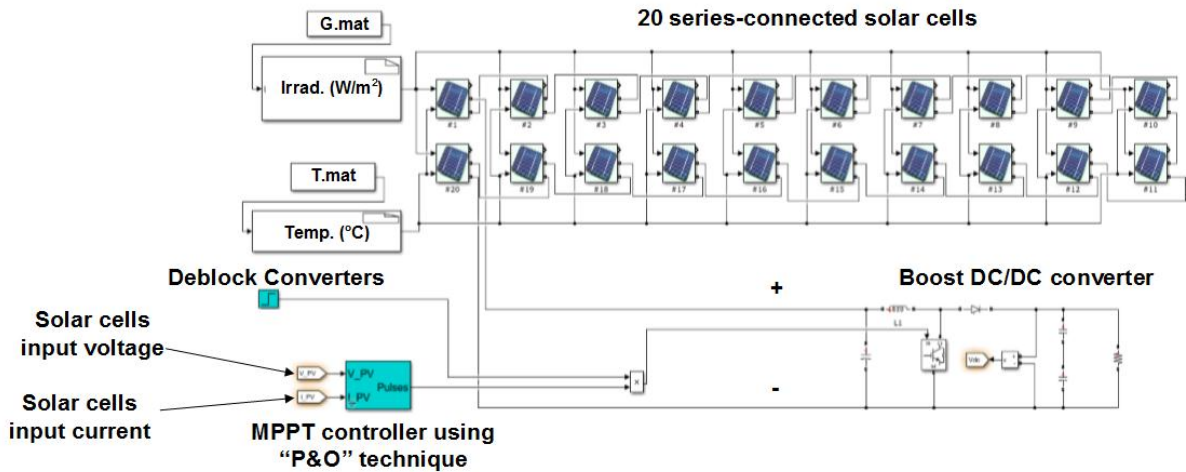 G.mat
20 series-connected solar cells
Irrad. (W/m²)
#1
#2
#3
#4
#5
#6
#7
#8
#9
#10
T.mat
#20
#19
#18
#17
#16
#15
#14
#13
#12
#11
Temp. (°C)
Deblock Converters
+
Boost DC/DC converter
L1
Solar cells
input voltage
V_PV
V_PV
Pulses
x
Vdc
Solar cells
input current
I_PV
I_PV
-
MPPT controller using
“P&O” technique